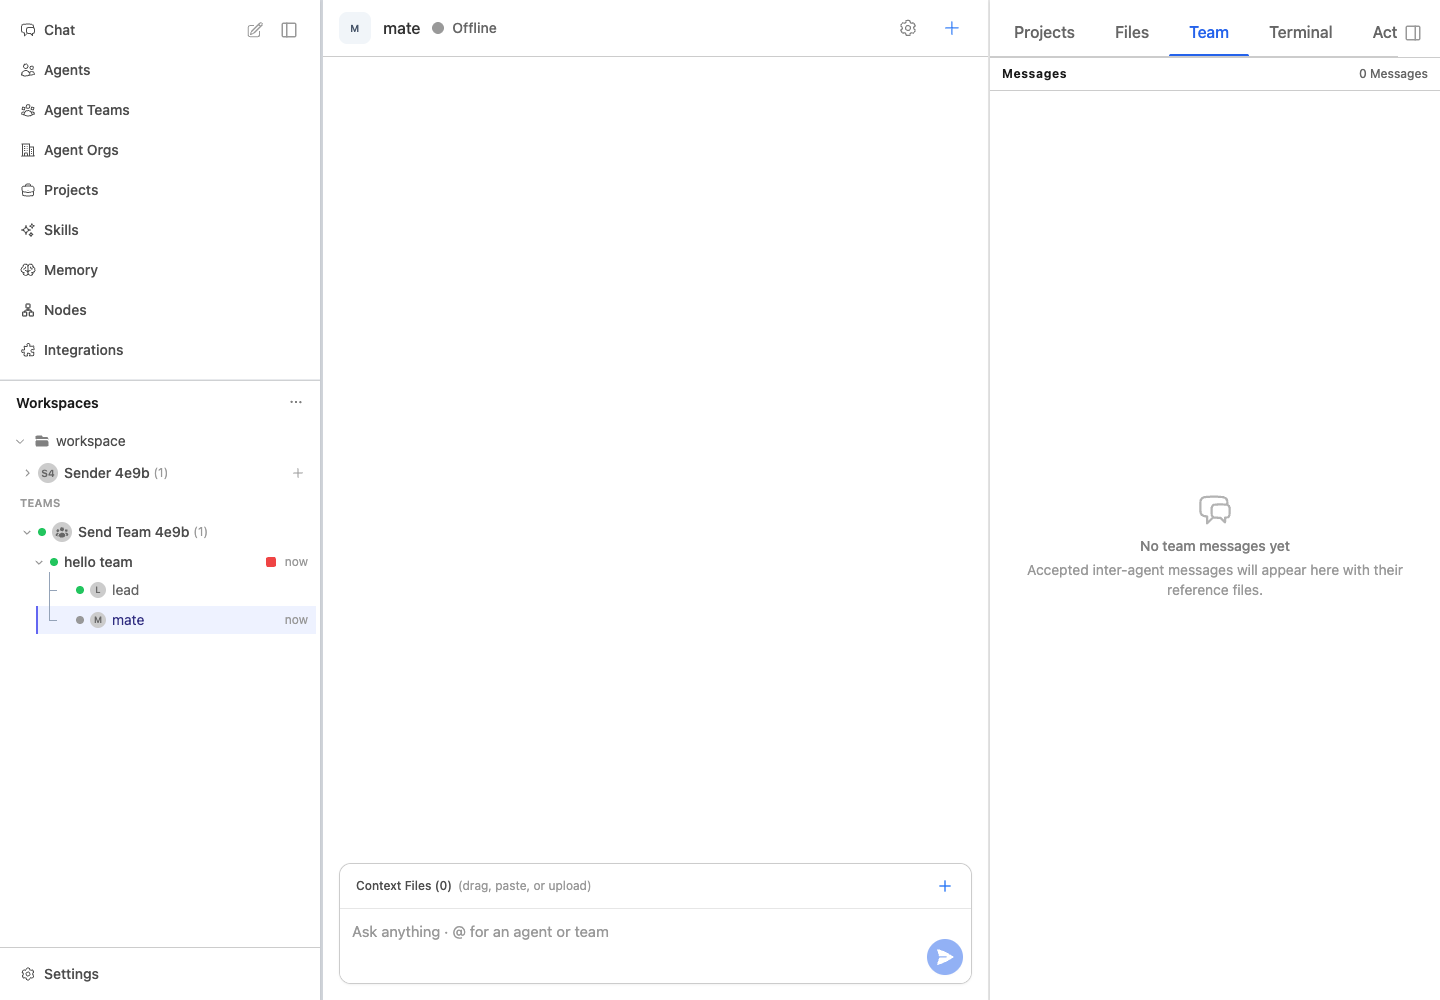 Chat
Agents
Agent Teams
Agent Orgs
Projects
Skills
Memory
Nodes
Integrations
Workspaces
workspace
S4 Sender 4e9b (1)
TEAMS
Send Team 4e9b (1)
hello team now
L lead
M mate now
Settings
M mate Offline
Context Files (0) (drag, paste, or upload)
Ask anything · @ for an agent or team
Projects Files Team Terminal Act
Messages 0 Messages
No team messages yet
Accepted inter-agent messages will appear here with their
reference files.